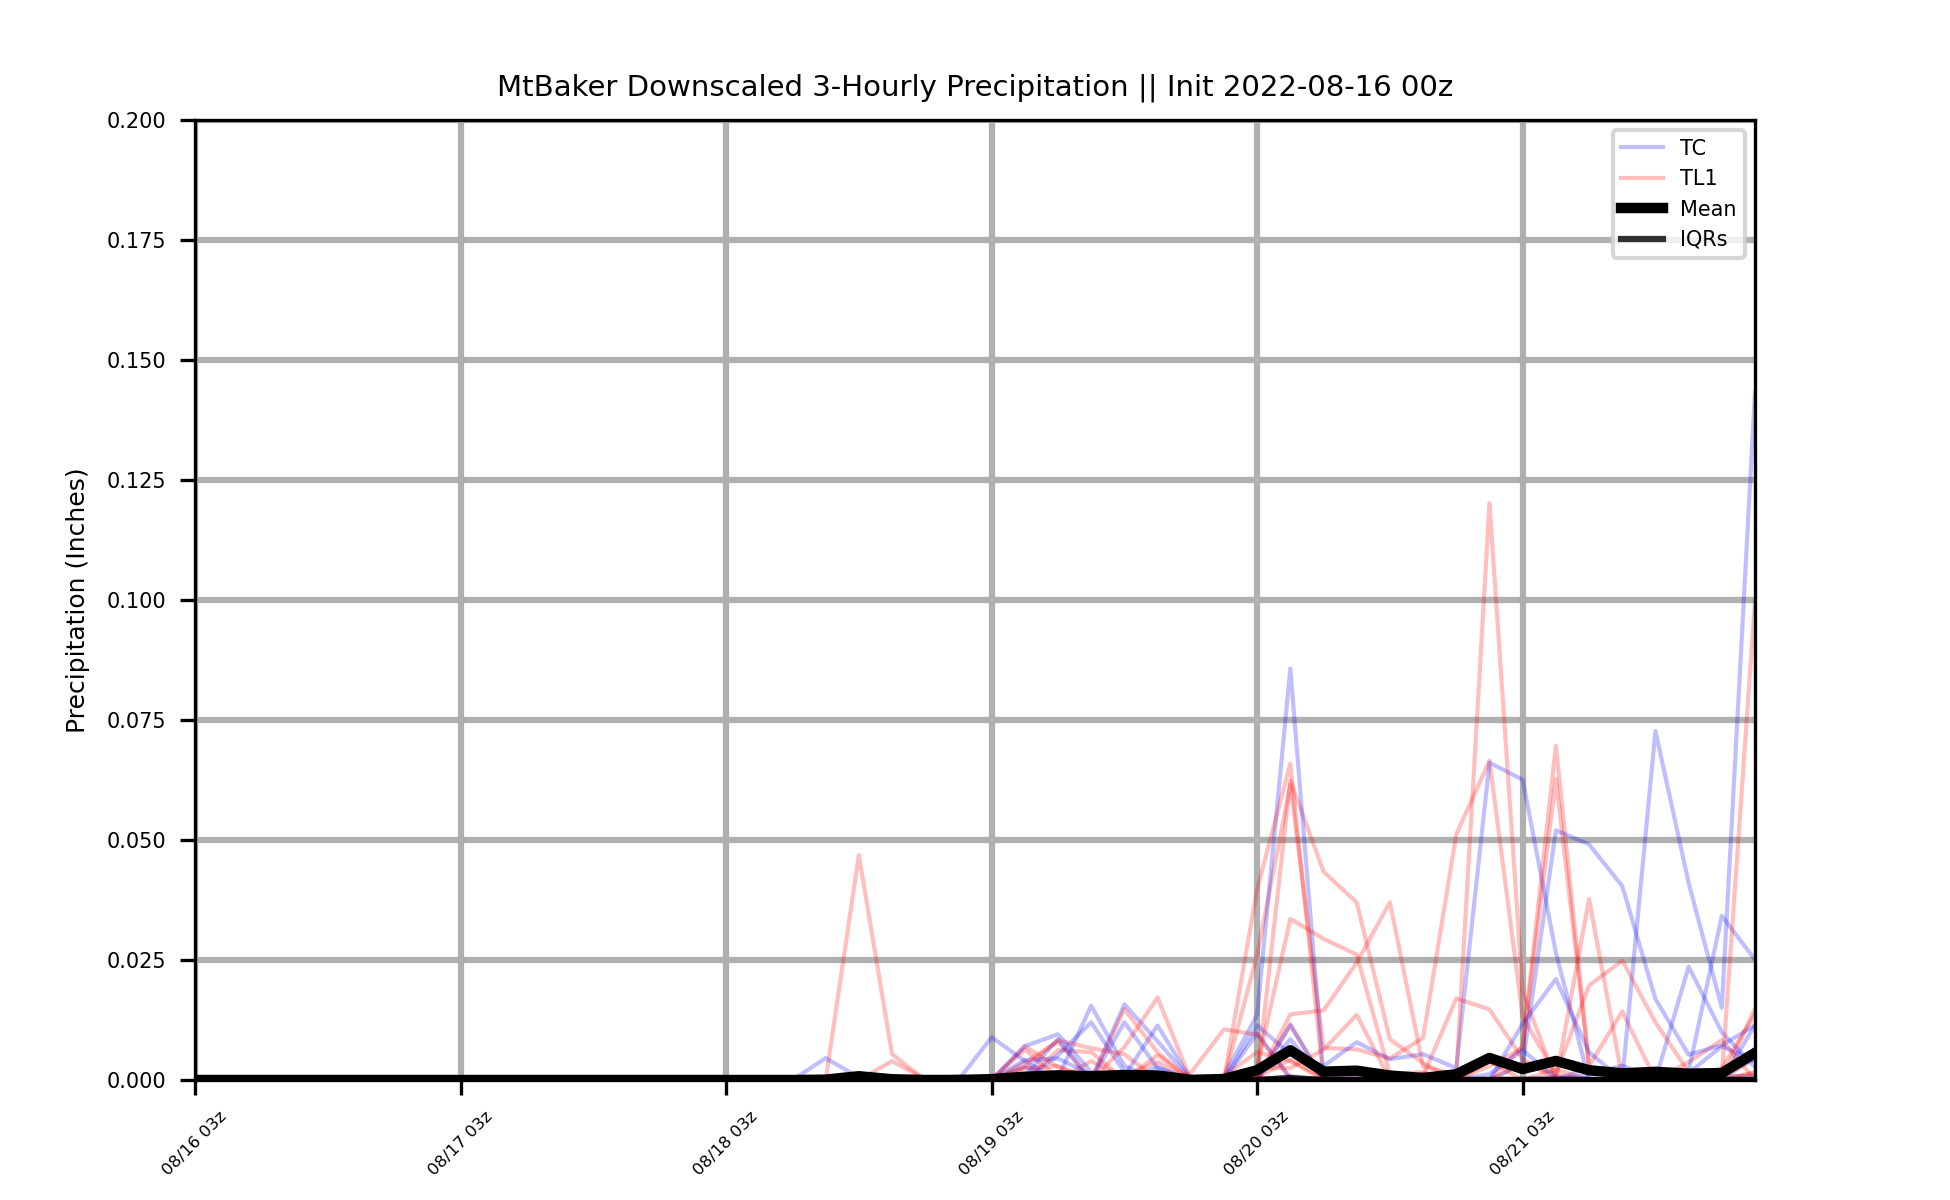 MtBaker Downscaled 3-Hourly Precipitation || Init 2022-08-16 00z
0.200
0.175
0.150
0.125
0.100
0.075
0.050
0.025
0.000
Precipitation (Inches)
TC
TL1
Mean
IQRs
08/16 03z
08/17 03z
08/18 03z
08/19 03z
08/20 03z
08/21 03z